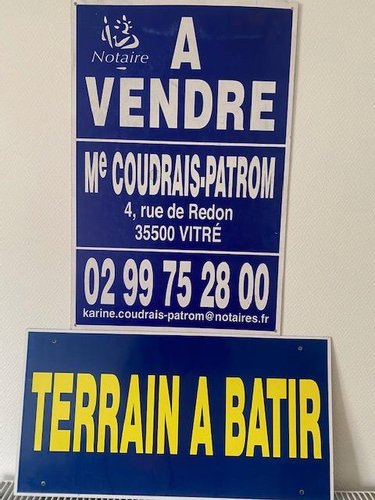 Notaire
A
VENDRE
Me COUDRAIS-PATROM
4, rue de Redon
35500 VITRÉ
02 99 75 28 00
karine.coudrais-patrom@notaires.fr
TERRAIN A BATIR